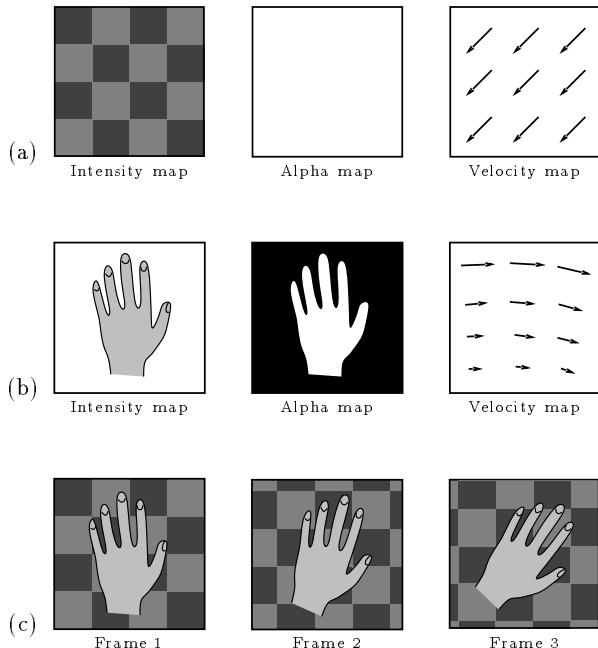 (a)
Intensity map
Alpha map
Velocity map
(b)
Intensity map
Alpha map
Velocity map
(c)
Frame 1
Frame 2
Frame 3